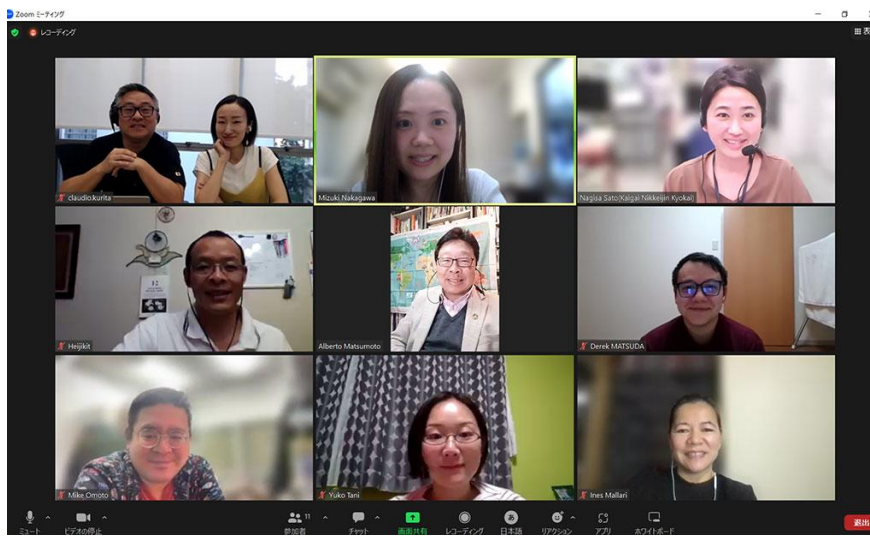 Zoom ミーティング
レコーディング
表
claudio.kurita
Mizuki Nakagawa
Nagisa Sato(Kaigai Nikkeijin Kyokai)
Heijikit
Alberto Matsumoto
Derek MATSUDA
Mike Omoto
Yuko Tani
Ines Mallari
11
あ
ミュート
ビデオの停止
参加者
チャット
画面共有
レコーディング
日本語
リアクション
アプリ
ホワイトボード
退出